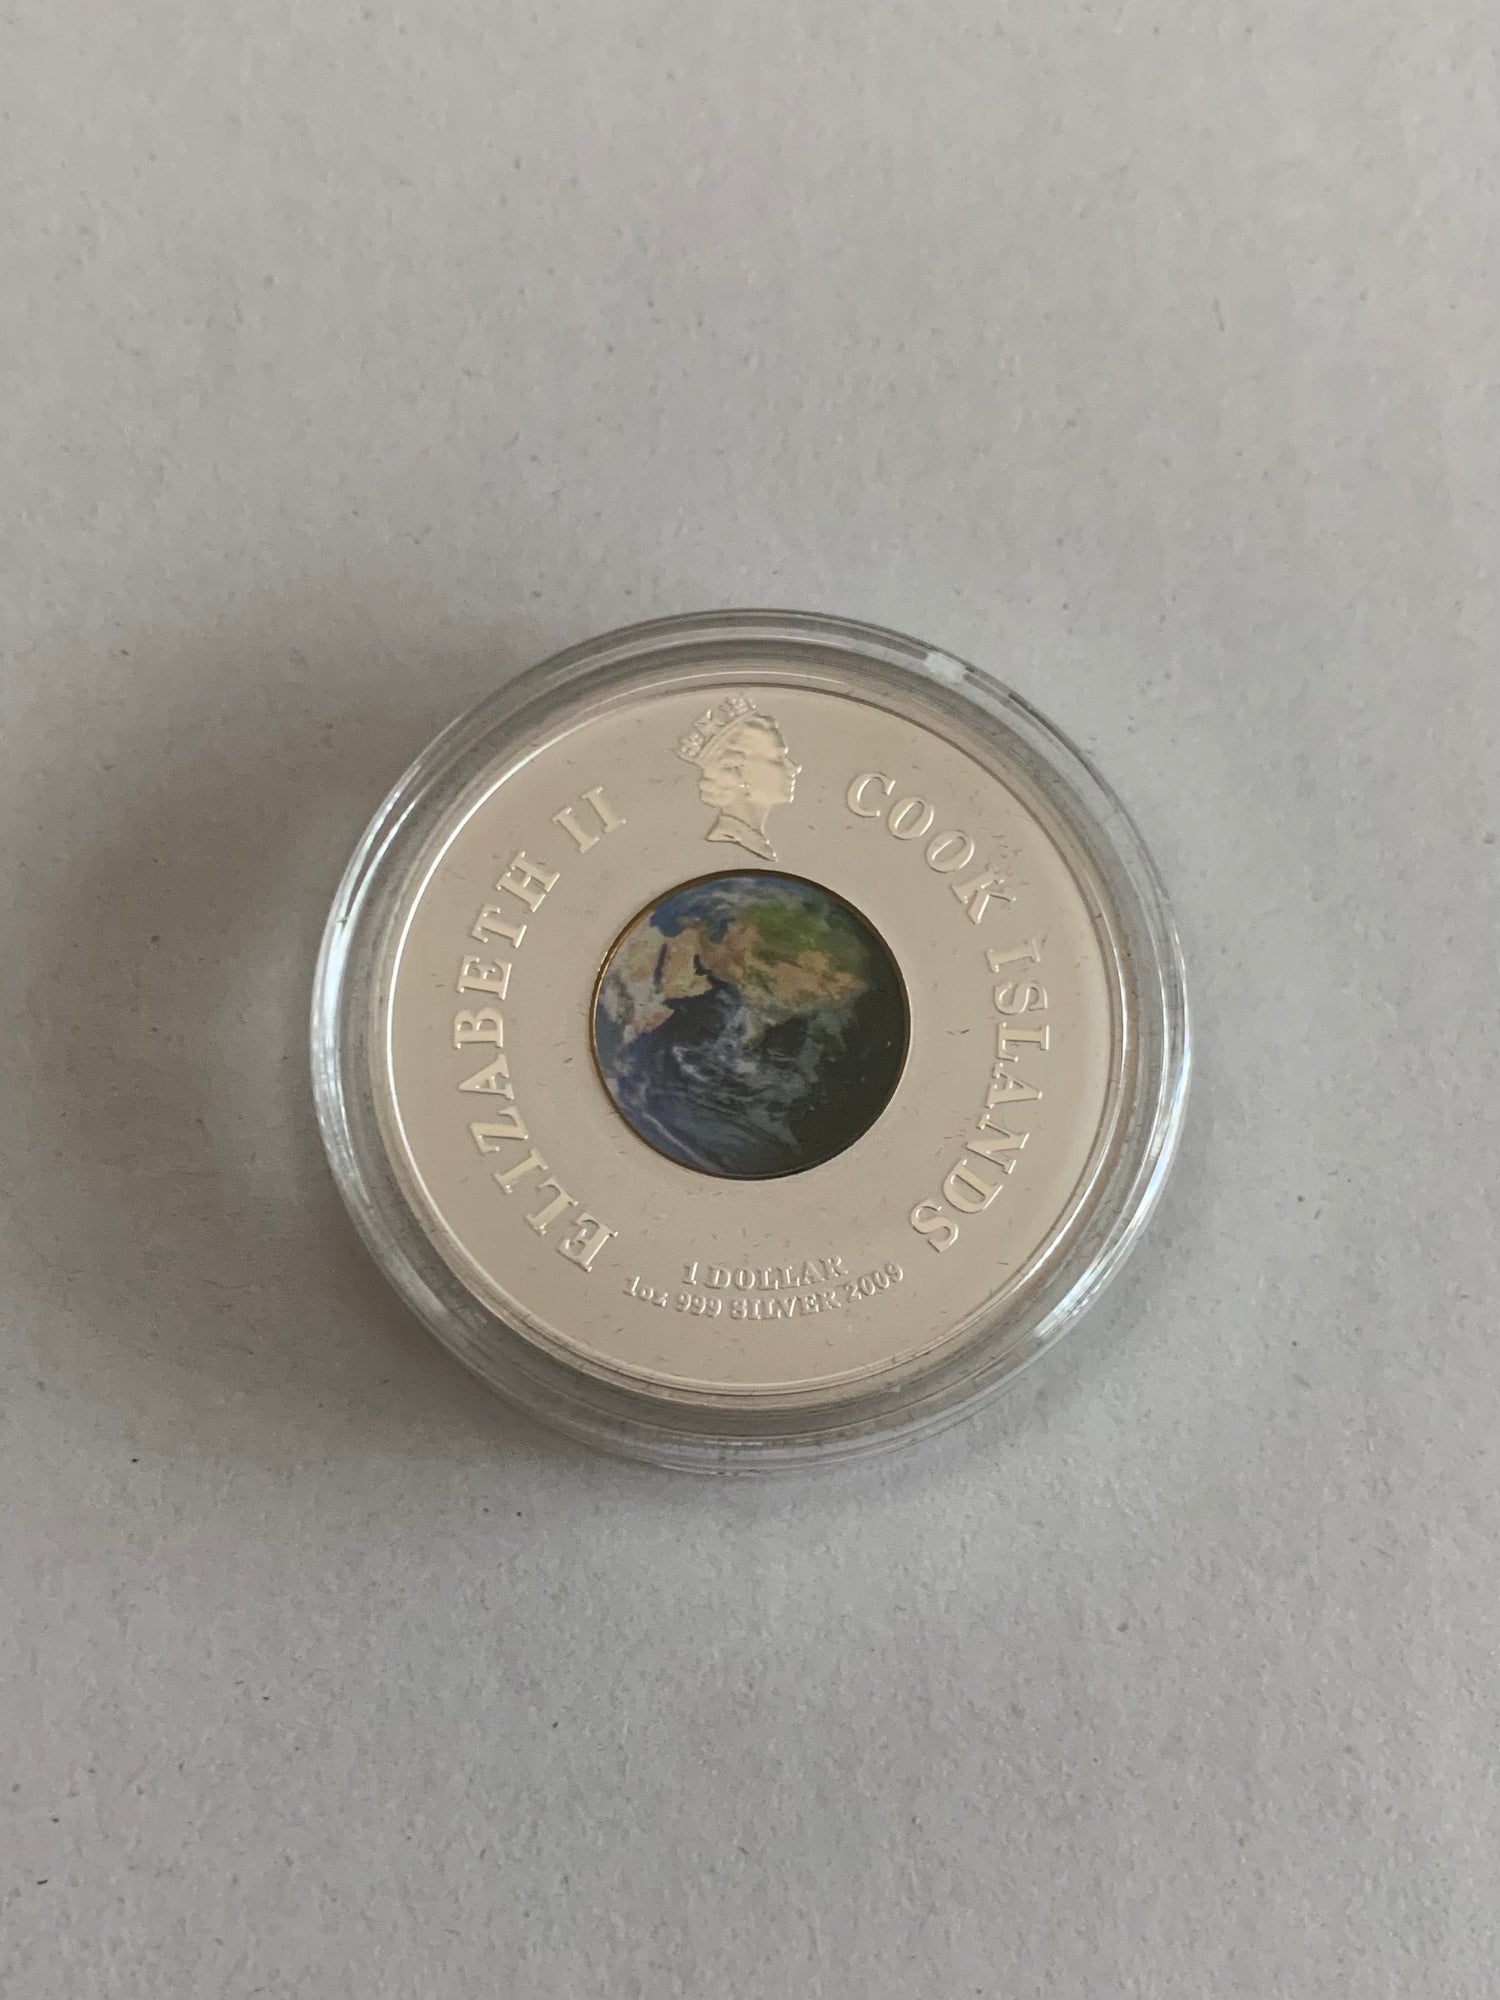 ELIZABETH II
COOK ISLANDS
1 DOLLAR
1oz 999 SILVER 2009